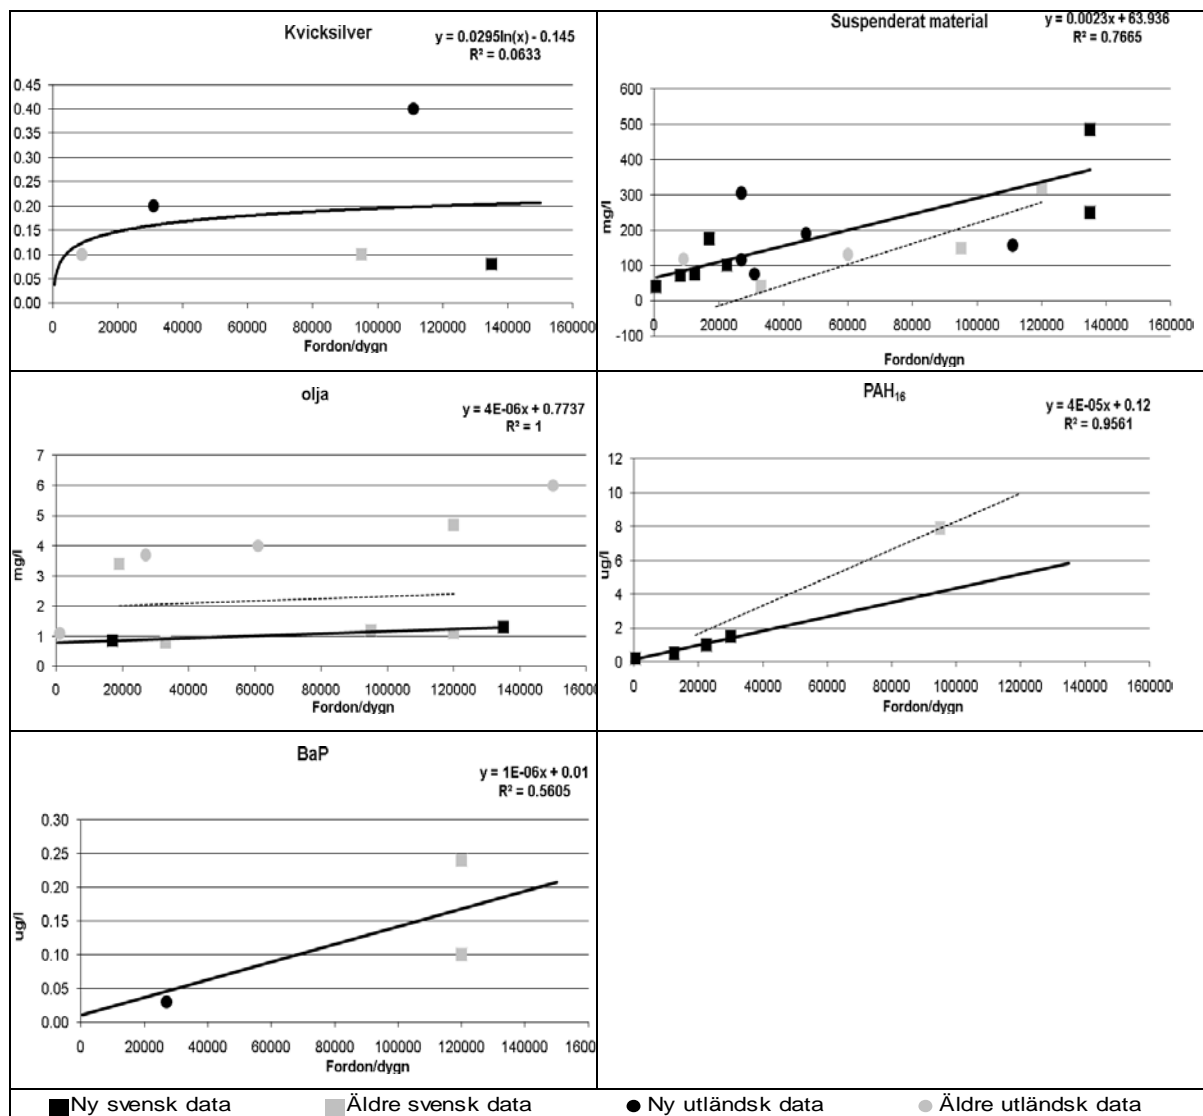 Kvicksilver
y = 0.0295ln(x) - 0.145
R² = 0.0633
0.45
0.40
0.35
0.30
0.25
0.20
0.15
0.10
0.05
0.00
0 20000 40000 60000 80000 100000 120000 140000 160000
Fordon/dygn
Suspenderat material
y = 0.0023x + 63.936
R² = 0.7665
600
500
400
300
200
100
0
-100
mg/l
0 20000 40000 60000 80000 100000 120000 140000 160000
Fordon/dygn
olja
y = 4E-06x + 0.7737
R² = 1
7
6
5
4
3
2
1
0
mg/l
0 20000 40000 60000 80000 100000 120000 140000 160000
Fordon/dygn
PAH₁₆
y = 4E-05x + 0.12
R² = 0.9561
12
10
8
6
4
2
0
ug/l
0 20000 40000 60000 80000 100000 120000 140000 160000
Fordon/dygn
BaP
y = 1E-06x + 0.01
R² = 0.5605
0.30
0.25
0.20
0.15
0.10
0.05
0.00
ug/l
0 20000 40000 60000 80000 100000 120000 140000 1600
Fordon/dygn
Ny svensk data Äldre svensk data Ny utländsk data Äldre utländsk data